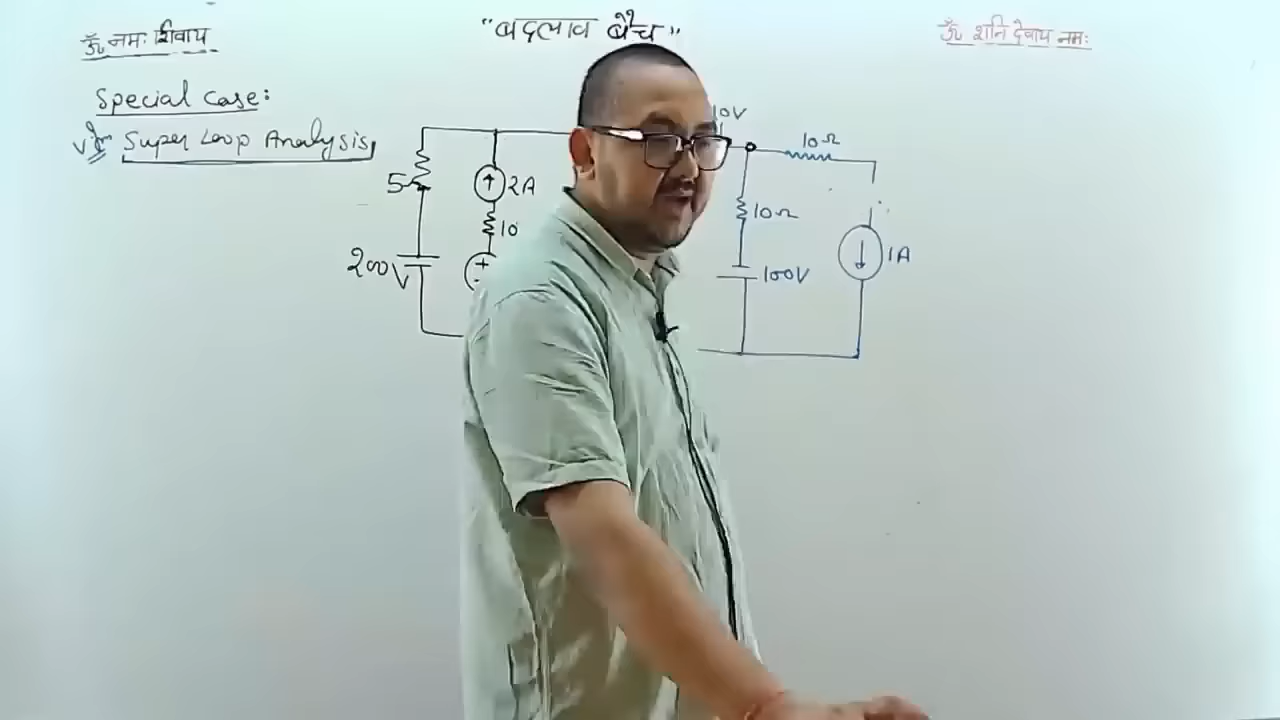 ॐ नमः शिवाय
"बदलाव बैच"
ॐ शनि देवाय नमः
Special Case:
Super Loop Analysis
10V
10Ω
5
2A
10
10Ω
200V
100V
1A
+
-